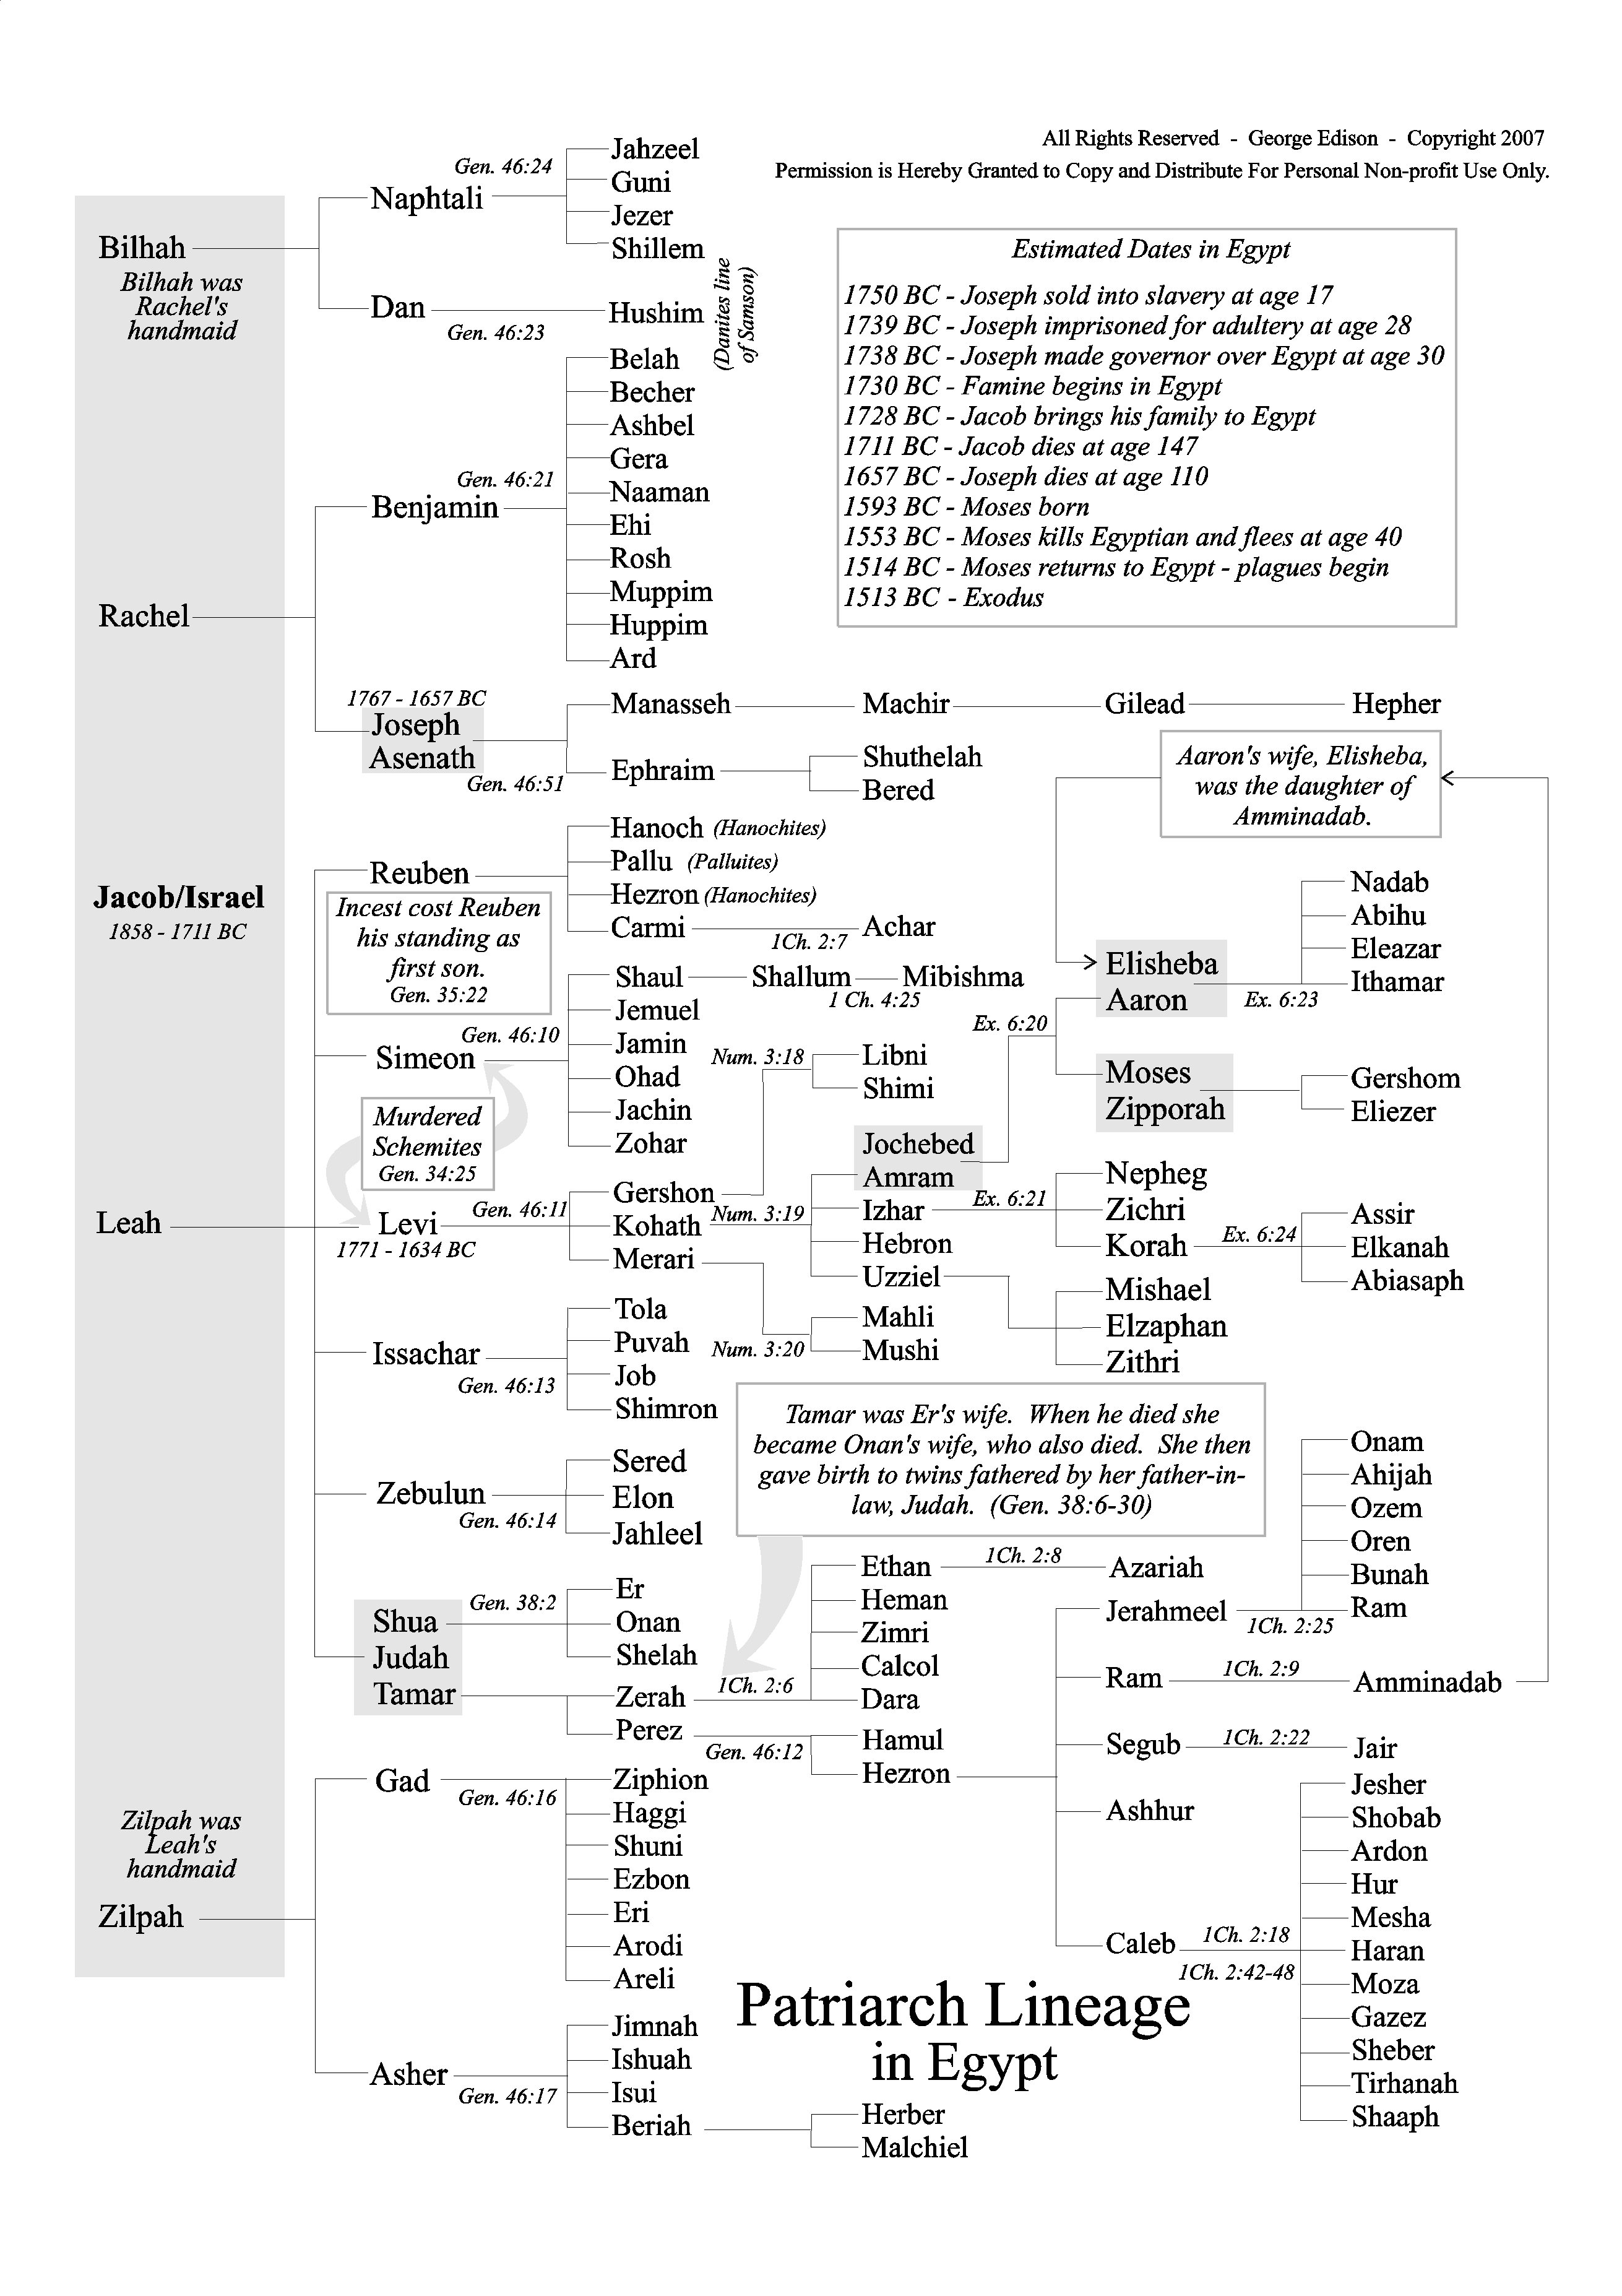 All Rights Reserved - George Edison - Copyright 2007
Permission is Hereby Granted to Copy and Distribute For Personal Non-profit Use Only.
Estimated Dates in Egypt
1750 BC - Joseph sold into slavery at age 17
1739 BC - Joseph imprisoned for adultery at age 28
1738 BC - Joseph made governor over Egypt at age 30
1730 BC - Famine begins in Egypt
1728 BC - Jacob brings his family to Egypt
1711 BC - Jacob dies at age 147
1657 BC - Joseph dies at age 110
1593 BC - Moses born
1553 BC - Moses kills Egyptian and flees at age 40
1514 BC - Moses returns to Egypt - plagues begin
1513 BC - Exodus
Bilhah
Bilhah was
Rachel's
handmaid
Naphtali
Gen. 46:24
Jahzeel
Guni
Jezer
Shillem
Dan
Gen. 46:23
Hushim
(Danites line
of Samson)
Rachel
Benjamin
Gen. 46:21
Belah
Becher
Ashbel
Gera
Naaman
Ehi
Rosh
Muppim
Huppim
Ard
1767 - 1657 BC
Joseph
Asenath
Gen. 46:51
Manasseh
Machir
Gilead
Hepher
Ephraim
Shuthelah
Bered
Aaron's wife, Elisheba,
was the daughter of
Amminadab.
Jacob/Israel
1858 - 1711 BC
Reuben
Incest cost Reuben
his standing as
first son.
Gen. 35:22
Hanoch (Hanochites)
Pallu (Palluites)
Hezron (Hanochites)
Carmi
1Ch. 2:7
Achar
Simeon
Gen. 46:10
Shaul
Shallum
Mibishma
1 Ch. 4:25
Jemuel
Jamin
Ohad
Jachin
Zohar
Murdered
Schemites
Gen. 34:25
Leah
Levi
1771 - 1634 BC
Gen. 46:11
Gershon
Kohath
Merari
Num. 3:18
Libni
Shimi
Num. 3:19
Jochebed
Amram
Izhar
Hebron
Uzziel
Num. 3:20
Mahli
Mushi
Ex. 6:20
Elisheba
Aaron
Ex. 6:23
Nadab
Abihu
Eleazar
Ithamar
Moses
Zipporah
Gershom
Eliezer
Ex. 6:21
Nepheg
Zichri
Korah
Ex. 6:24
Assir
Elkanah
Abiasaph
Mishael
Elzaphan
Zithri
Issachar
Gen. 46:13
Tola
Puvah
Job
Shimron
Zebulun
Gen. 46:14
Sered
Elon
Jahleel
Tamar was Er's wife. When he died she
became Onan's wife, who also died. She then
gave birth to twins fathered by her father-in-
law, Judah. (Gen. 38:6-30)
Shua
Judah
Tamar
Gen. 38:2
Er
Onan
Shelah
Zerah
Perez
1Ch. 2:6
Ethan
Heman
Zimri
Calcol
Dara
1Ch. 2:8
Azariah
Gen. 46:12
Hamul
Hezron
Jerahmeel
1Ch. 2:25
Onam
Ahijah
Ozem
Oren
Bunah
Ram
Ram
1Ch. 2:9
Amminadab
Segub
1Ch. 2:22
Jair
Ashhur
Caleb
1Ch. 2:18
1Ch. 2:42-48
Jesher
Shobab
Ardon
Hur
Mesha
Haran
Moza
Gazez
Sheber
Tirhanah
Shaaph
Zilpah was
Leah's
handmaid
Zilpah
Gad
Gen. 46:16
Ziphion
Haggi
Shuni
Ezbon
Eri
Arodi
Areli
Asher
Gen. 46:17
Jimnah
Ishuah
Isui
Beriah
Herber
Malchiel
Patriarch Lineage
in Egypt